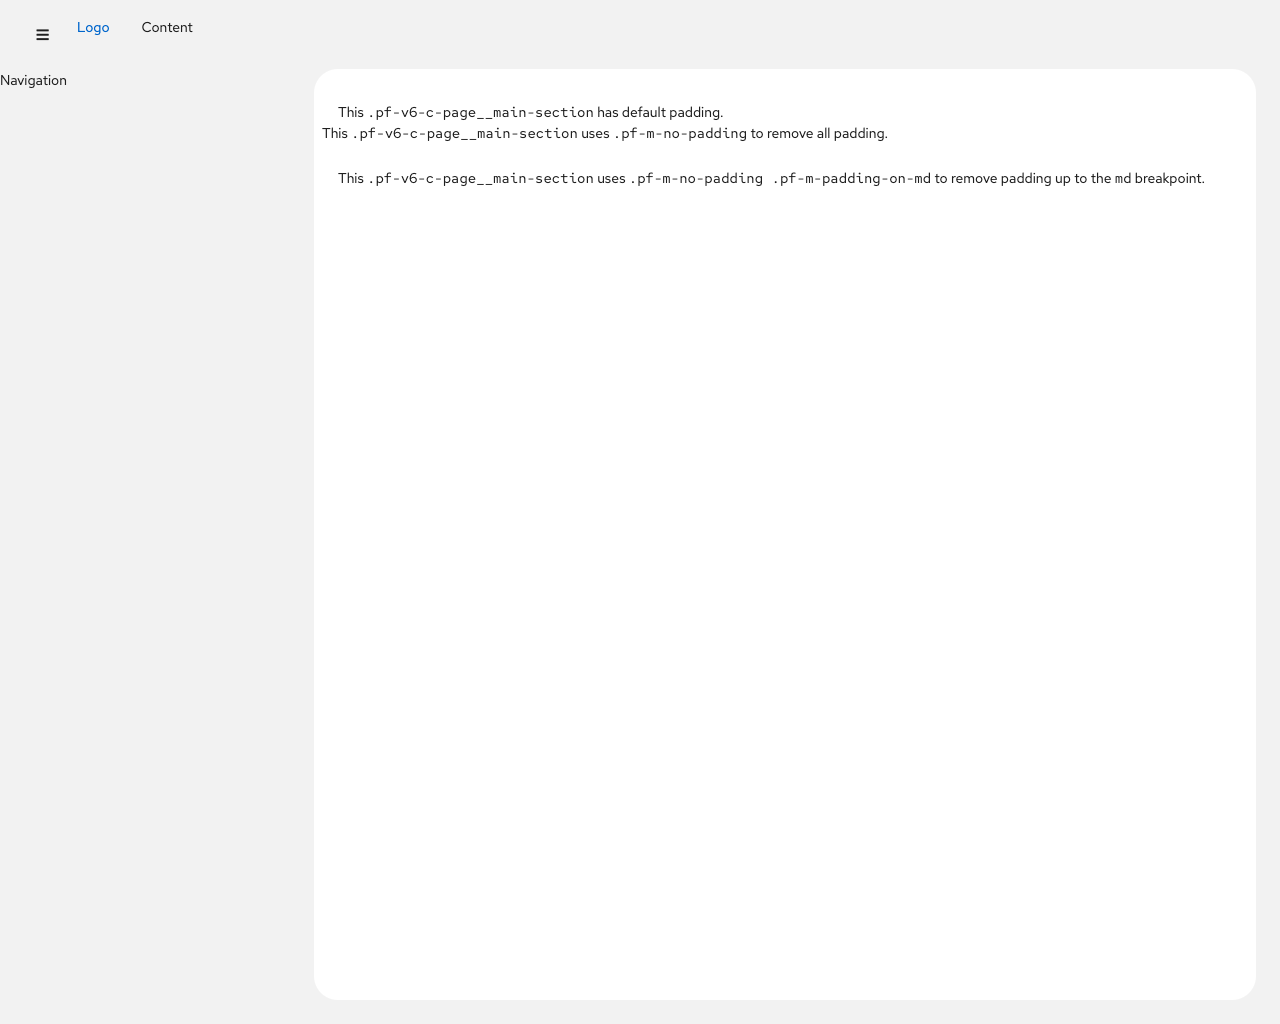 Logo Content
Navigation
This .pf-v6-c-page__main-section has default padding.
This .pf-v6-c-page__main-section uses .pf-m-no-padding to remove all padding.
This .pf-v6-c-page__main-section uses .pf-m-no-padding .pf-m-padding-on-md to remove padding up to the md breakpoint.